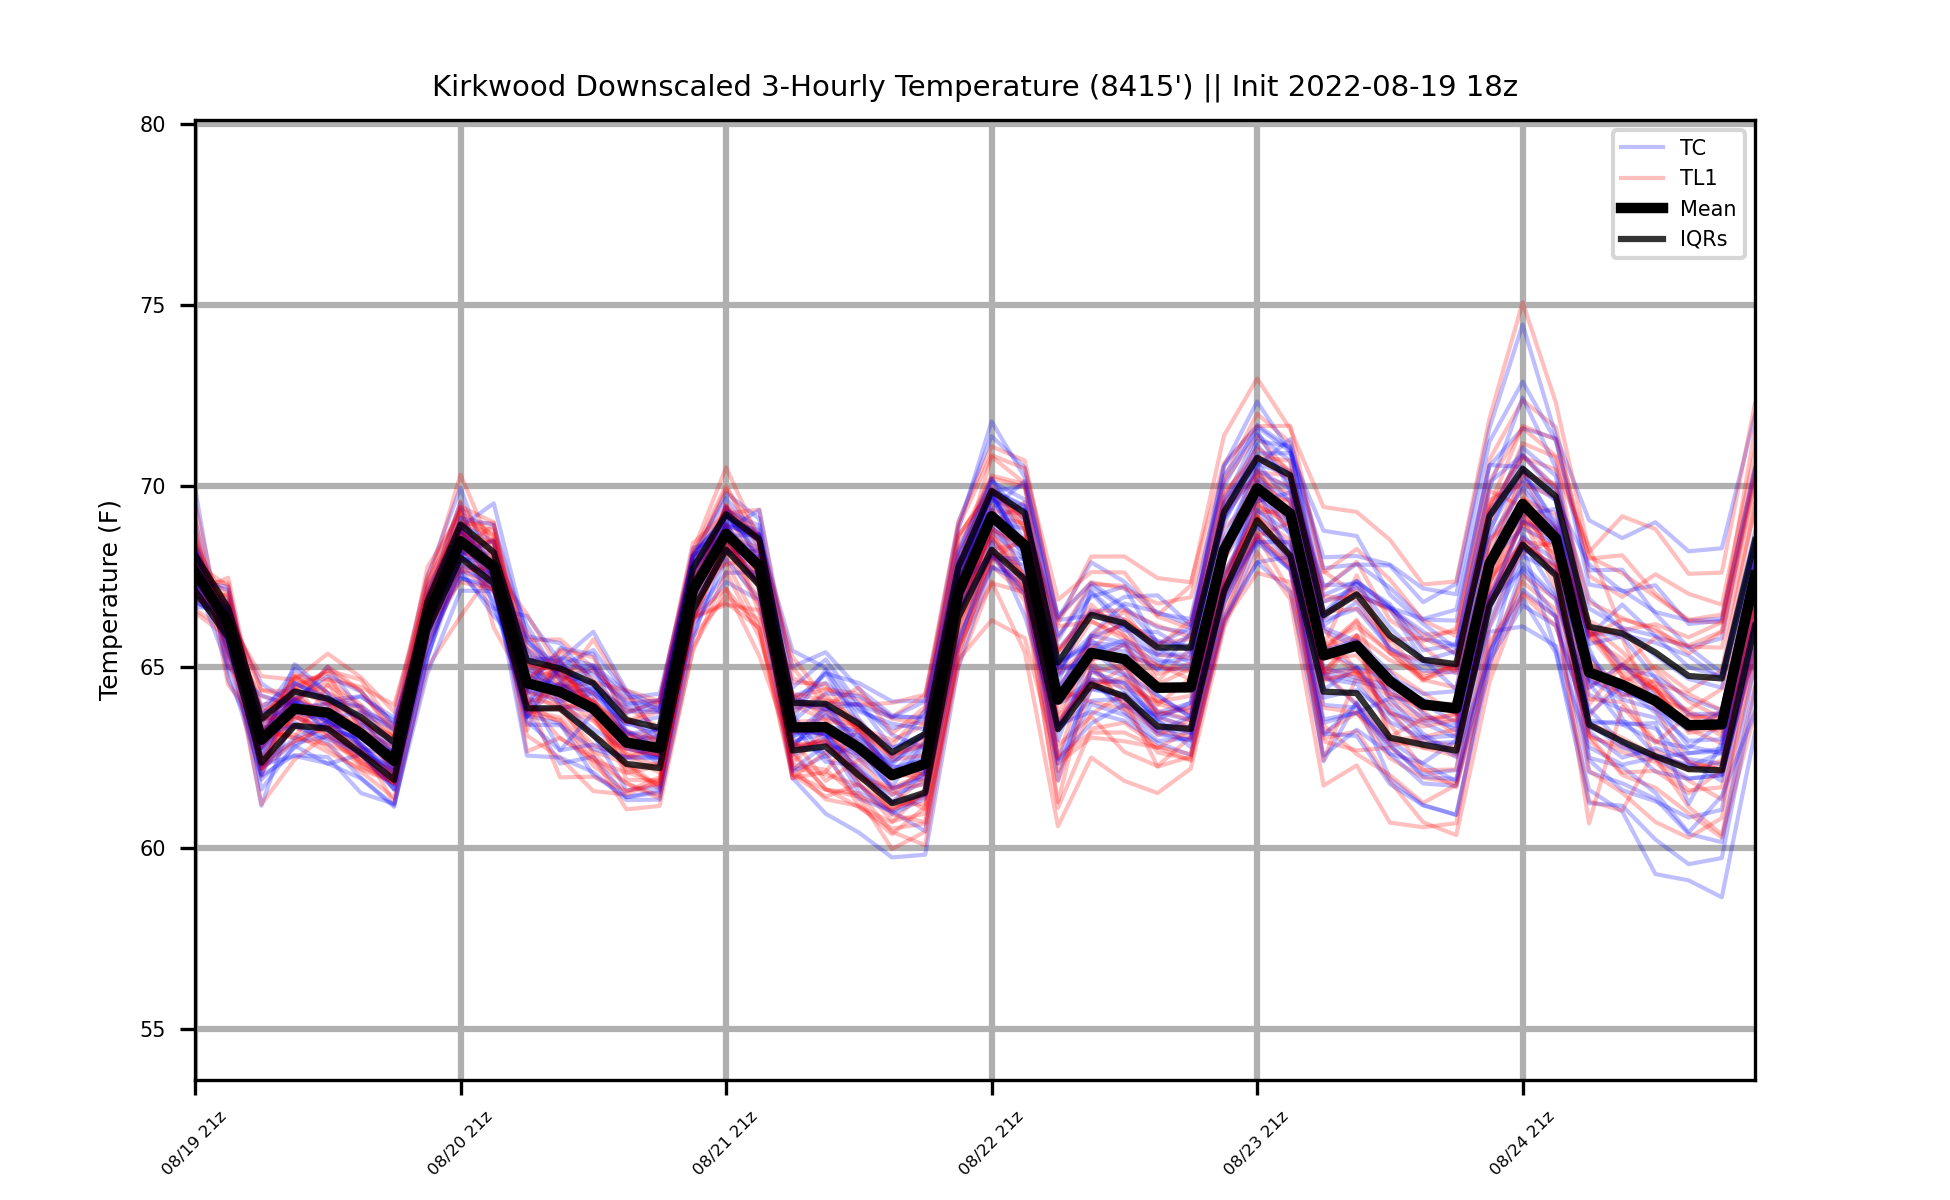 Kirkwood Downscaled 3-Hourly Temperature (8415') || Init 2022-08-19 18z
TC
TL1
Mean
IQRs
Temperature (F)
80
75
70
65
60
55
08/19 21z
08/20 21z
08/21 21z
08/22 21z
08/23 21z
08/24 21z